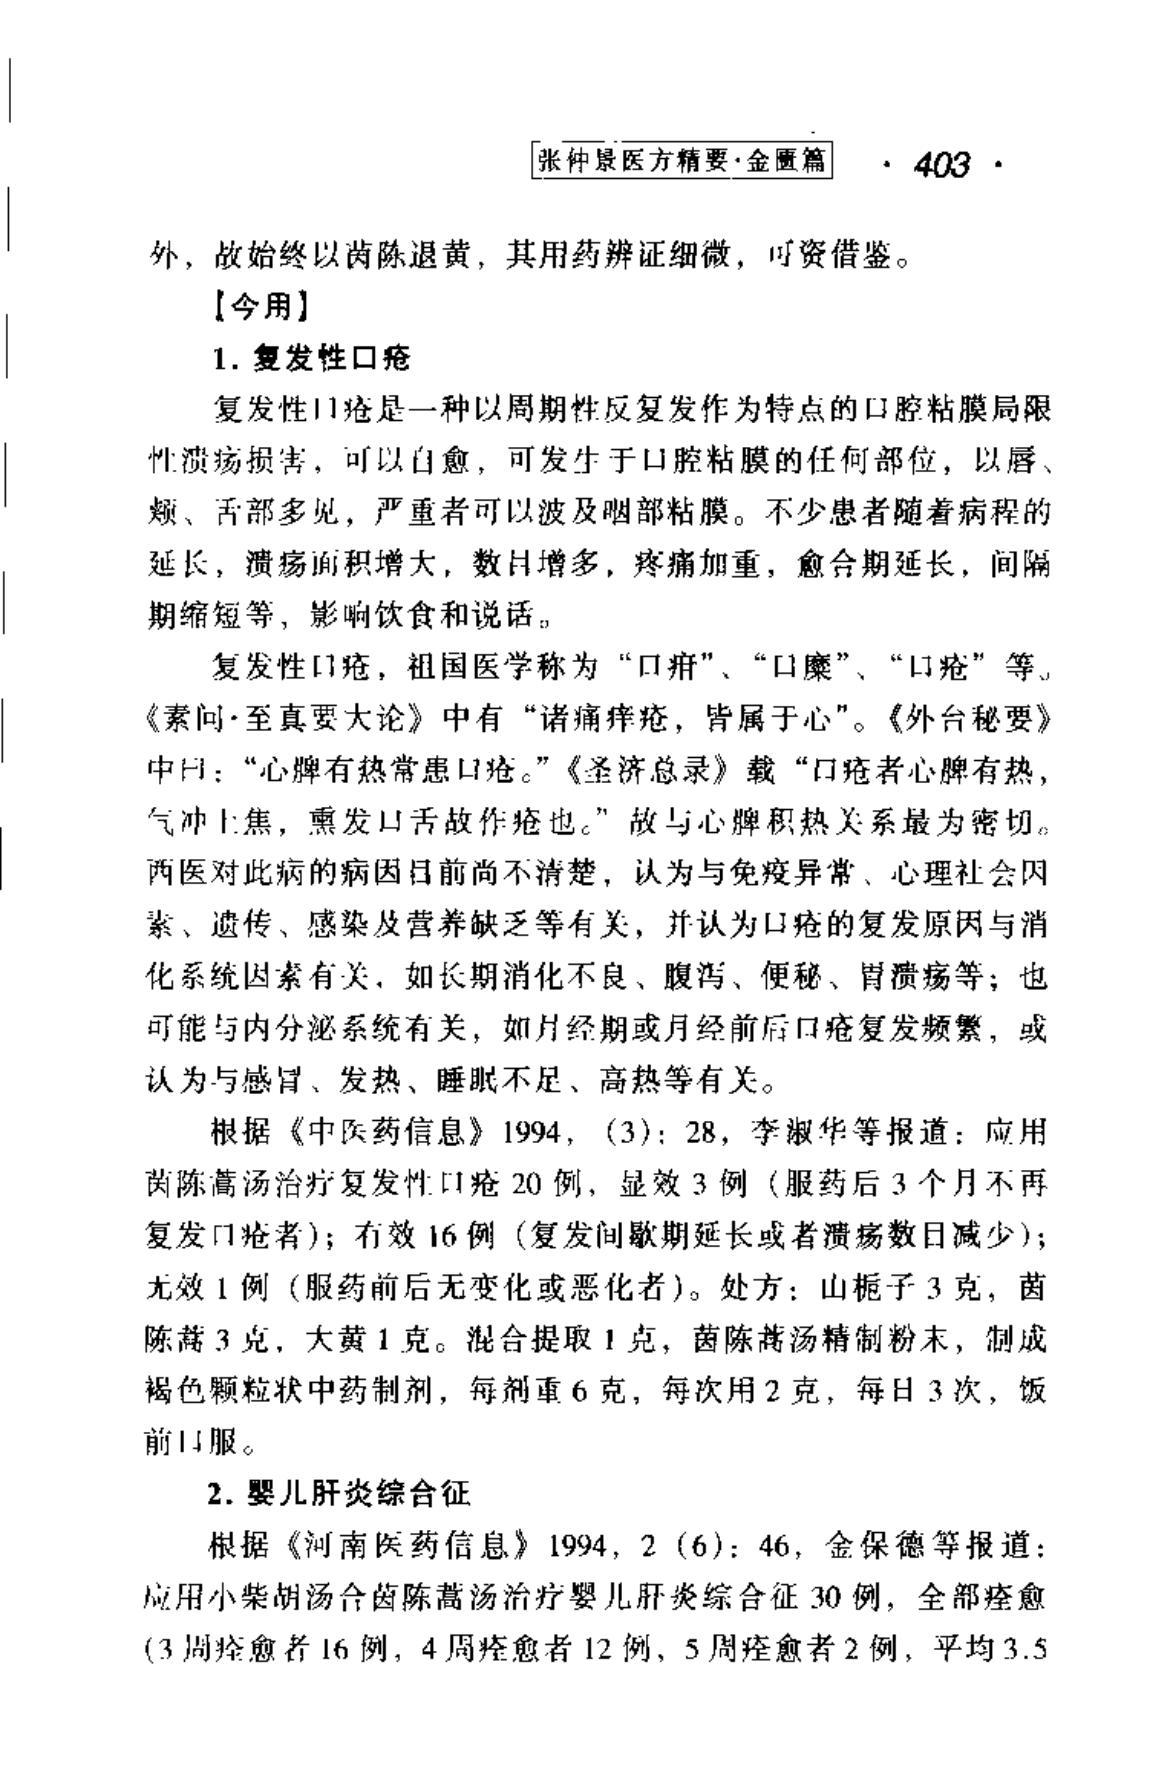 张仲景医方精要·金匮篇 · 403 ·
外，故始终以茵陈退黄，其用药辨证细微，可资借鉴。
【今用】
1. 复发性口疮
复发性口疮是一种以周期性反复发作为特点的口腔粘膜局限
性溃疡损害，可以自愈，可发生于口腔粘膜的任何部位，以唇、
颊、舌部多见，严重者可以波及咽部粘膜。不少患者随着病程的
延长，溃疡面积增大，数目增多，疼痛加重，愈合期延长，间隔
期缩短等，影响饮食和说话。
复发性口疮，祖国医学称为“口疳”、“口糜”、“口疮”等。
《素问·至真要大论》中有“诸痛痒疮，皆属于心”。《外台秘要》
中曰：“心脾有热常患口疮。”《圣济总录》载“口疮者心脾有热，
气冲上焦，熏发口舌故作疮也。”故与心脾积热关系最为密切。
西医对此病的病因目前尚不清楚，认为与免疫异常、心理社会因
素、遗传、感染及营养缺乏等有关，并认为口疮的复发原因与消
化系统因素有关，如长期消化不良、腹泻、便秘、胃溃疡等；也
可能与内分泌系统有关，如月经期或月经前后口疮复发频繁，或
认为与感冒、发热、睡眠不足、高热等有关。
根据《中医药信息》1994，（3）：28，李淑华等报道：应用
茵陈蒿汤治疗复发性口疮 20 例，显效 3 例（服药后 3 个月不再
复发口疮者）；有效 16 例（复发间歇期延长或者溃疡数目减少）；
无效 1 例（服药前后无变化或恶化者）。处方：山栀子 3 克，茵
陈蒿 3 克，大黄 1 克。混合提取 1 克，茵陈蒿汤精制粉末，制成
褐色颗粒状中药制剂，每剂重 6 克，每次用 2 克，每日 3 次，饭
前口服。
2. 婴儿肝炎综合征
根据《河南医药信息》1994，2（6）：46，金保德等报道：
应用小柴胡汤合茵陈蒿汤治疗婴儿肝炎综合征 30 例，全部痊愈
（3 周痊愈者 16 例，4 周痊愈者 12 例，5 周痊愈者 2 例，平均 3.5